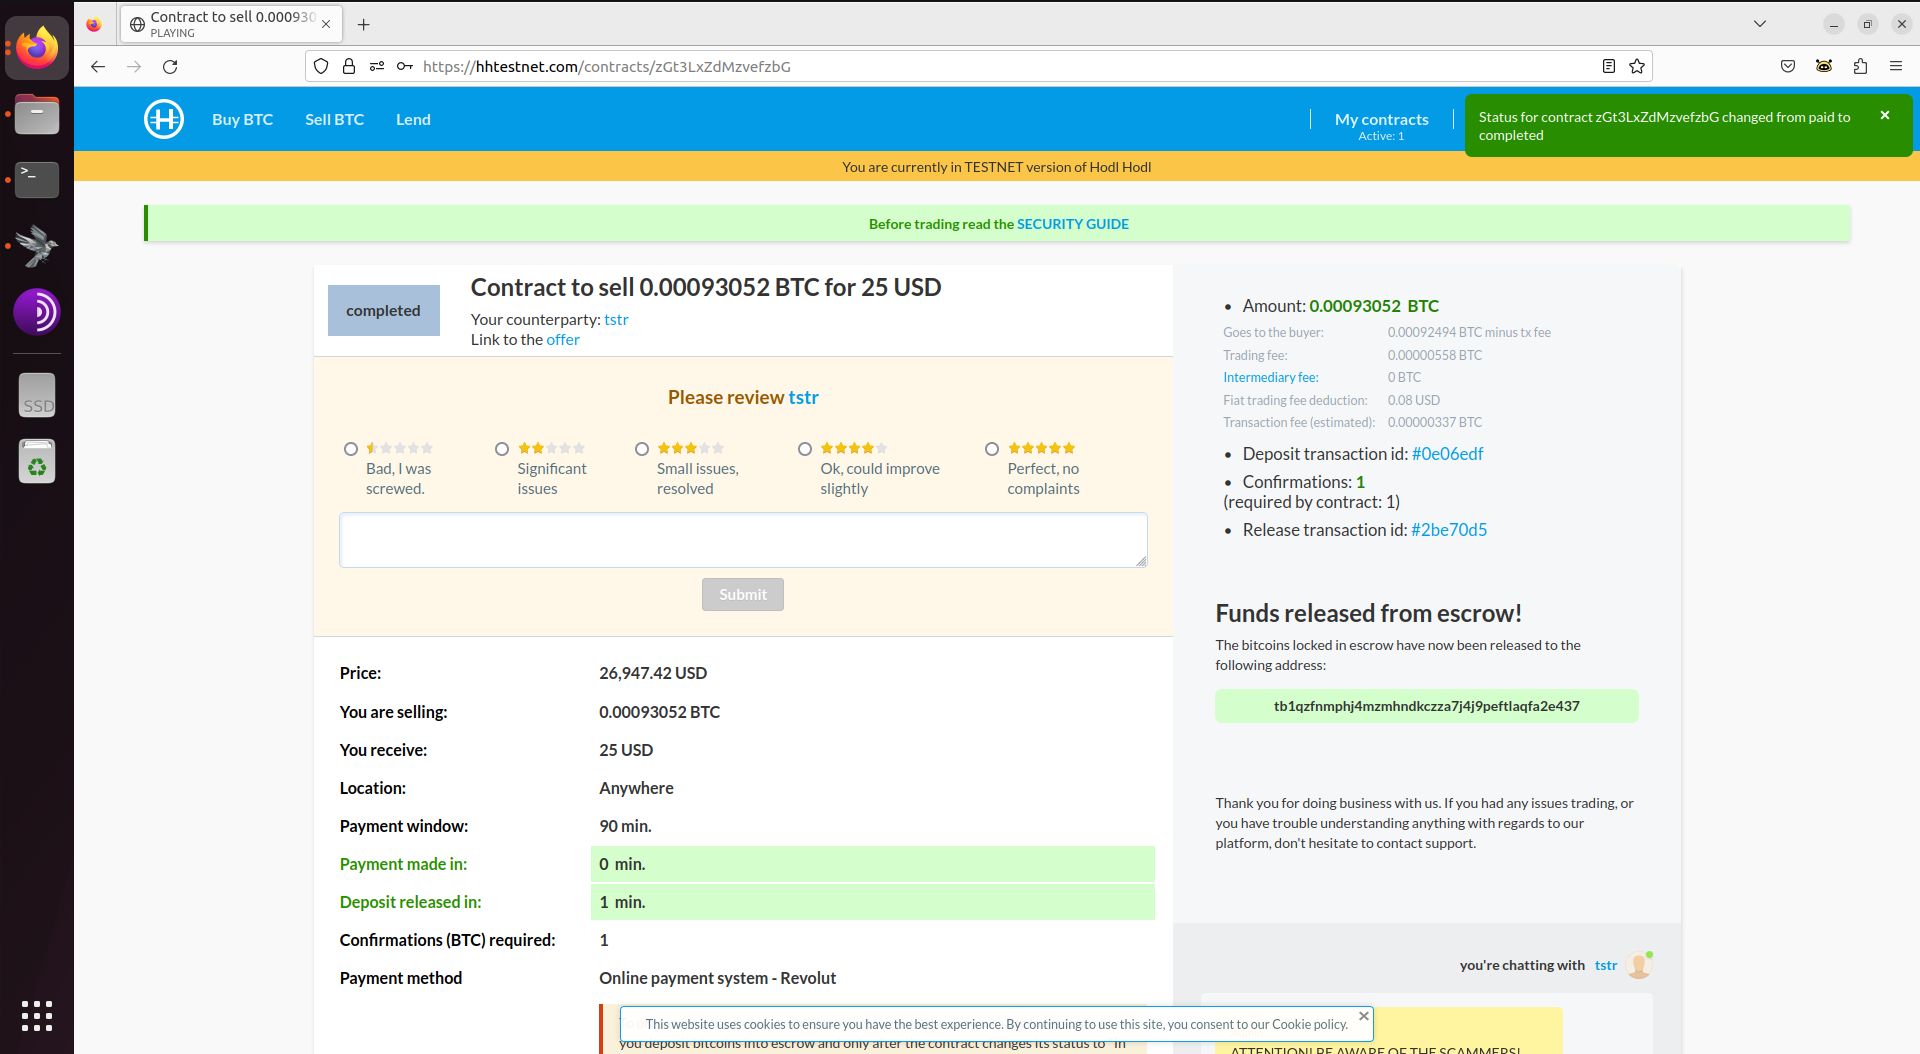 Contract to sell 0.000930
PLAYING
https://hhtestnet.com/contracts/zGt3LxZdMzvefzbG
Buy BTC
Sell BTC
Lend
My contracts
Active: 1
Status for contract zGt3LxZdMzvefzbG changed from paid to
completed
You are currently in TESTNET version of Hodl Hodl
Before trading read the SECURITY GUIDE
completed
Contract to sell 0.00093052 BTC for 25 USD
Your counterparty: tstr
Link to the offer
Please review tstr
Bad, I was
screwed.
Significant
issues
Small issues,
resolved
Ok, could improve
slightly
Perfect, no
complaints
Submit
Price: 26,947.42 USD
You are selling: 0.00093052 BTC
You receive: 25 USD
Location: Anywhere
Payment window: 90 min.
Payment made in: 0 min.
Deposit released in: 1 min.
Confirmations (BTC) required: 1
Payment method Online payment system - Revolut
you deposit bitcoins into escrow and only after the contract changes its status to "In
• Amount: 0.00093052 BTC
Goes to the buyer: 0.00092494 BTC minus tx fee
Trading fee: 0.00000558 BTC
Intermediary fee: 0 BTC
Fiat trading fee deduction: 0.08 USD
Transaction fee (estimated): 0.00000337 BTC
• Deposit transaction id: #0e06edf
• Confirmations: 1
(required by contract: 1)
• Release transaction id: #2be70d5
Funds released from escrow!
The bitcoins locked in escrow have now been released to the
following address:
tb1qzfnmphj4mzmhndkczza7j4j9peftlaqfa2e437
Thank you for doing business with us. If you had any issues trading, or
you have trouble understanding anything with regards to our
platform, don't hesitate to contact support.
you're chatting with tstr
ATTENTION! BE AWARE OF THE SCAMMERS!
This website uses cookies to ensure you have the best experience. By continuing to use this site, you consent to our Cookie policy.
SSD
>_